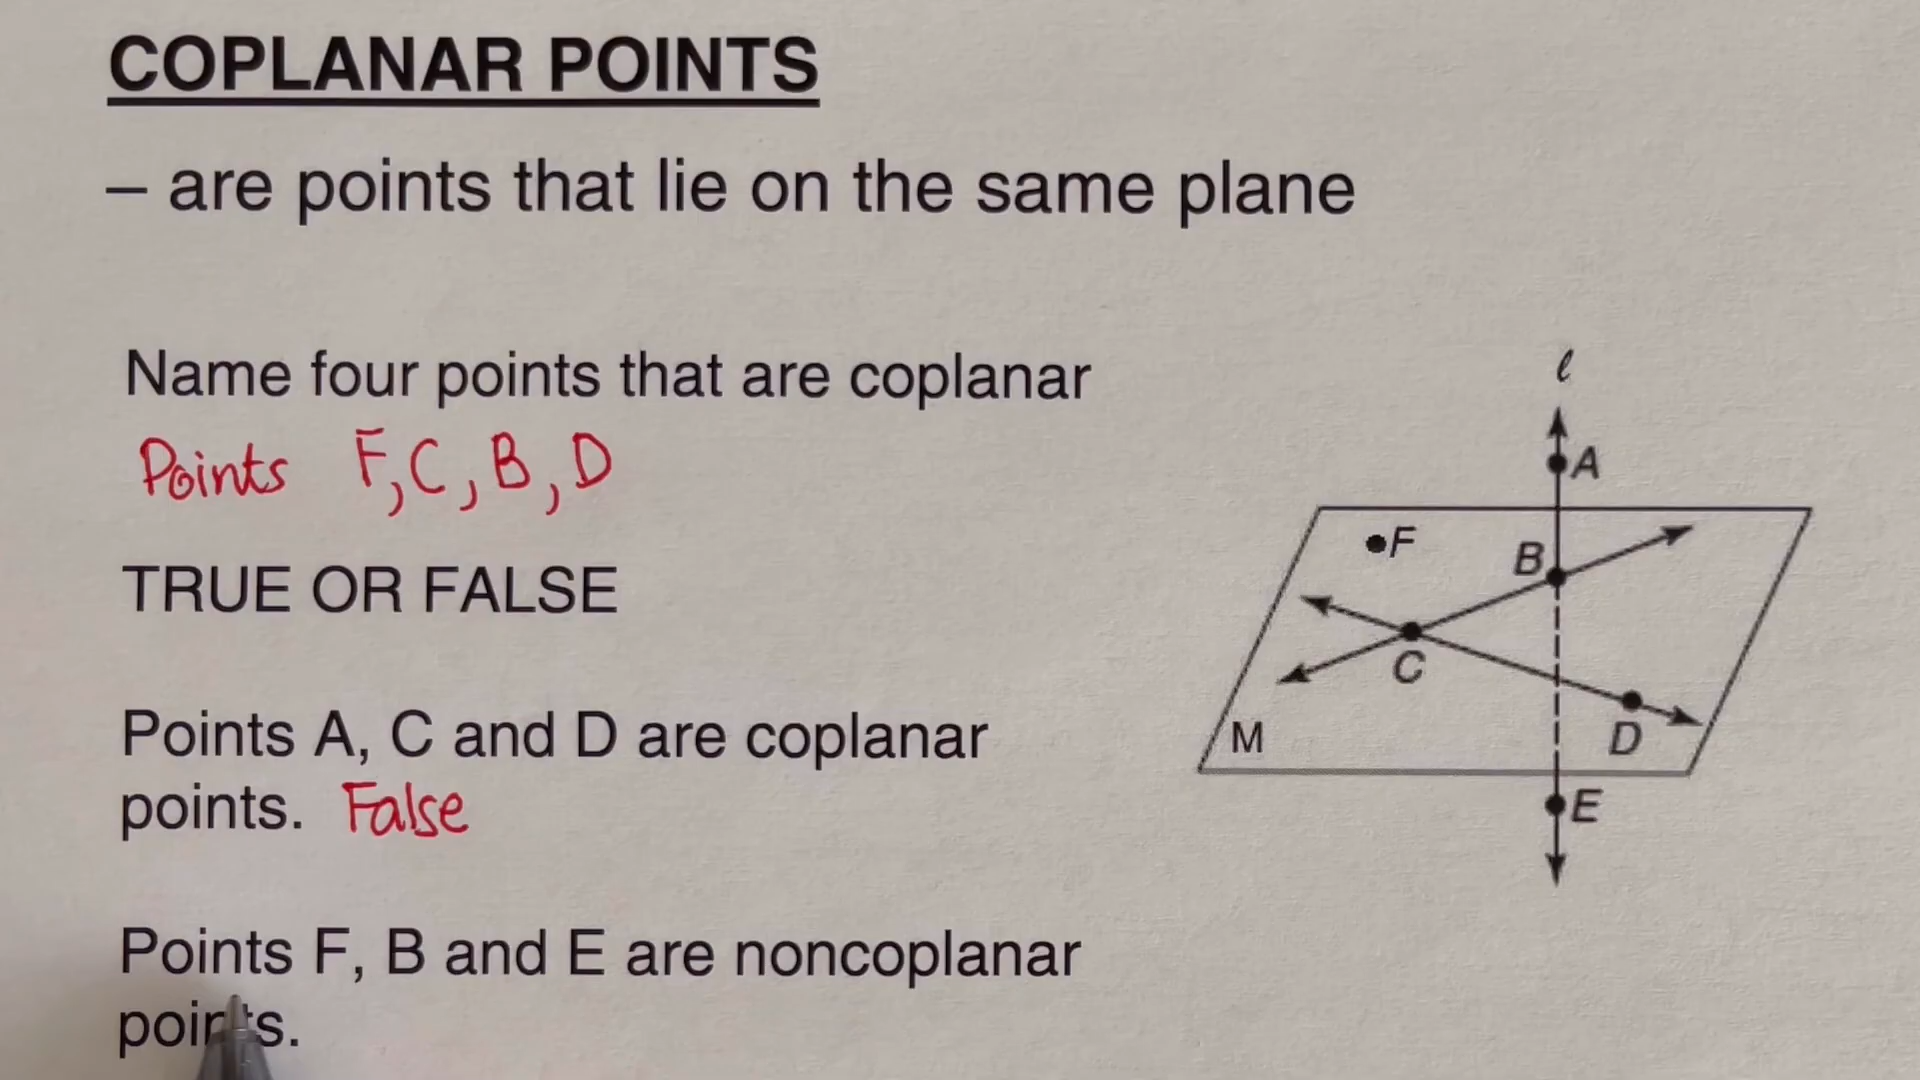 COPLANAR POINTS
– are points that lie on the same plane
Name four points that are coplanar
Points F, C, B, D
TRUE OR FALSE
Points A, C and D are coplanar
points. False
Points F, B and E are noncoplanar
points.
ℓ
A
F
B
C
M
D
E